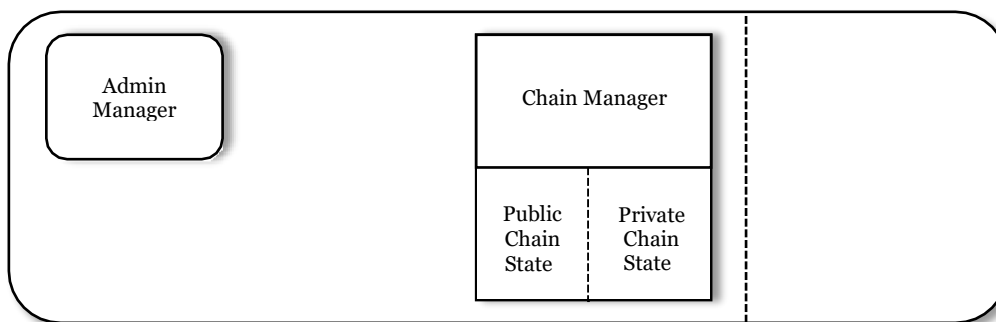 Admin
Manager
Chain Manager
Public
Chain
State
Private
Chain
State